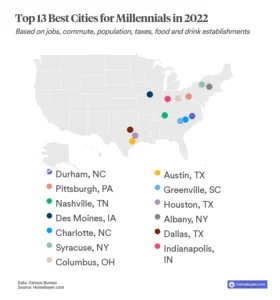 Top 13 Best Cities for Millennials in 2022
Based on jobs, commute, population, taxes, food and drink establishments
Durham, NC
Pittsburgh, PA
Nashville, TN
Des Moines, IA
Charlotte, NC
Syracuse, NY
Columbus, OH
Austin, TX
Greenville, SC
Houston, TX
Albany, NY
Dallas, TX
Indianapolis,
IN
Data: Census Bureau
Source: Homebuyer.com
homebuyer.com